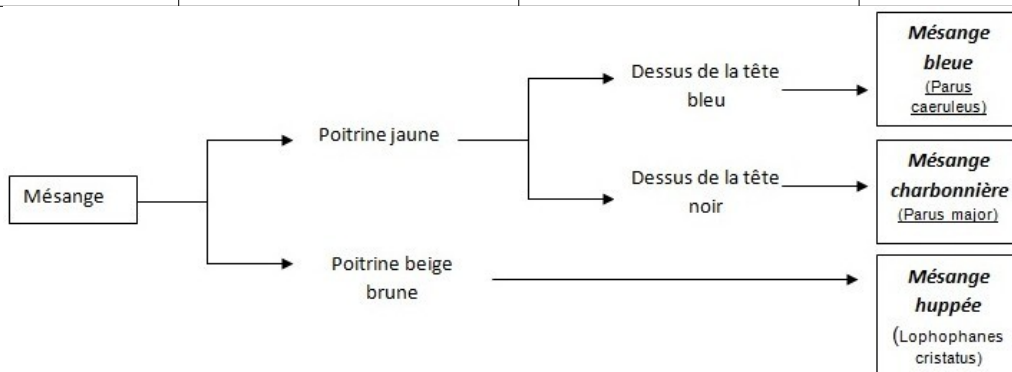 Mésange
Poitrine jaune
Poitrine beige
brune
Dessus de la tête
bleu
Dessus de la tête
noir
Mésange
bleue
(Parus
caeruleus)
Mésange
charbonnière
(Parus major)
Mésange
huppée
(Lophophanes
cristatus)